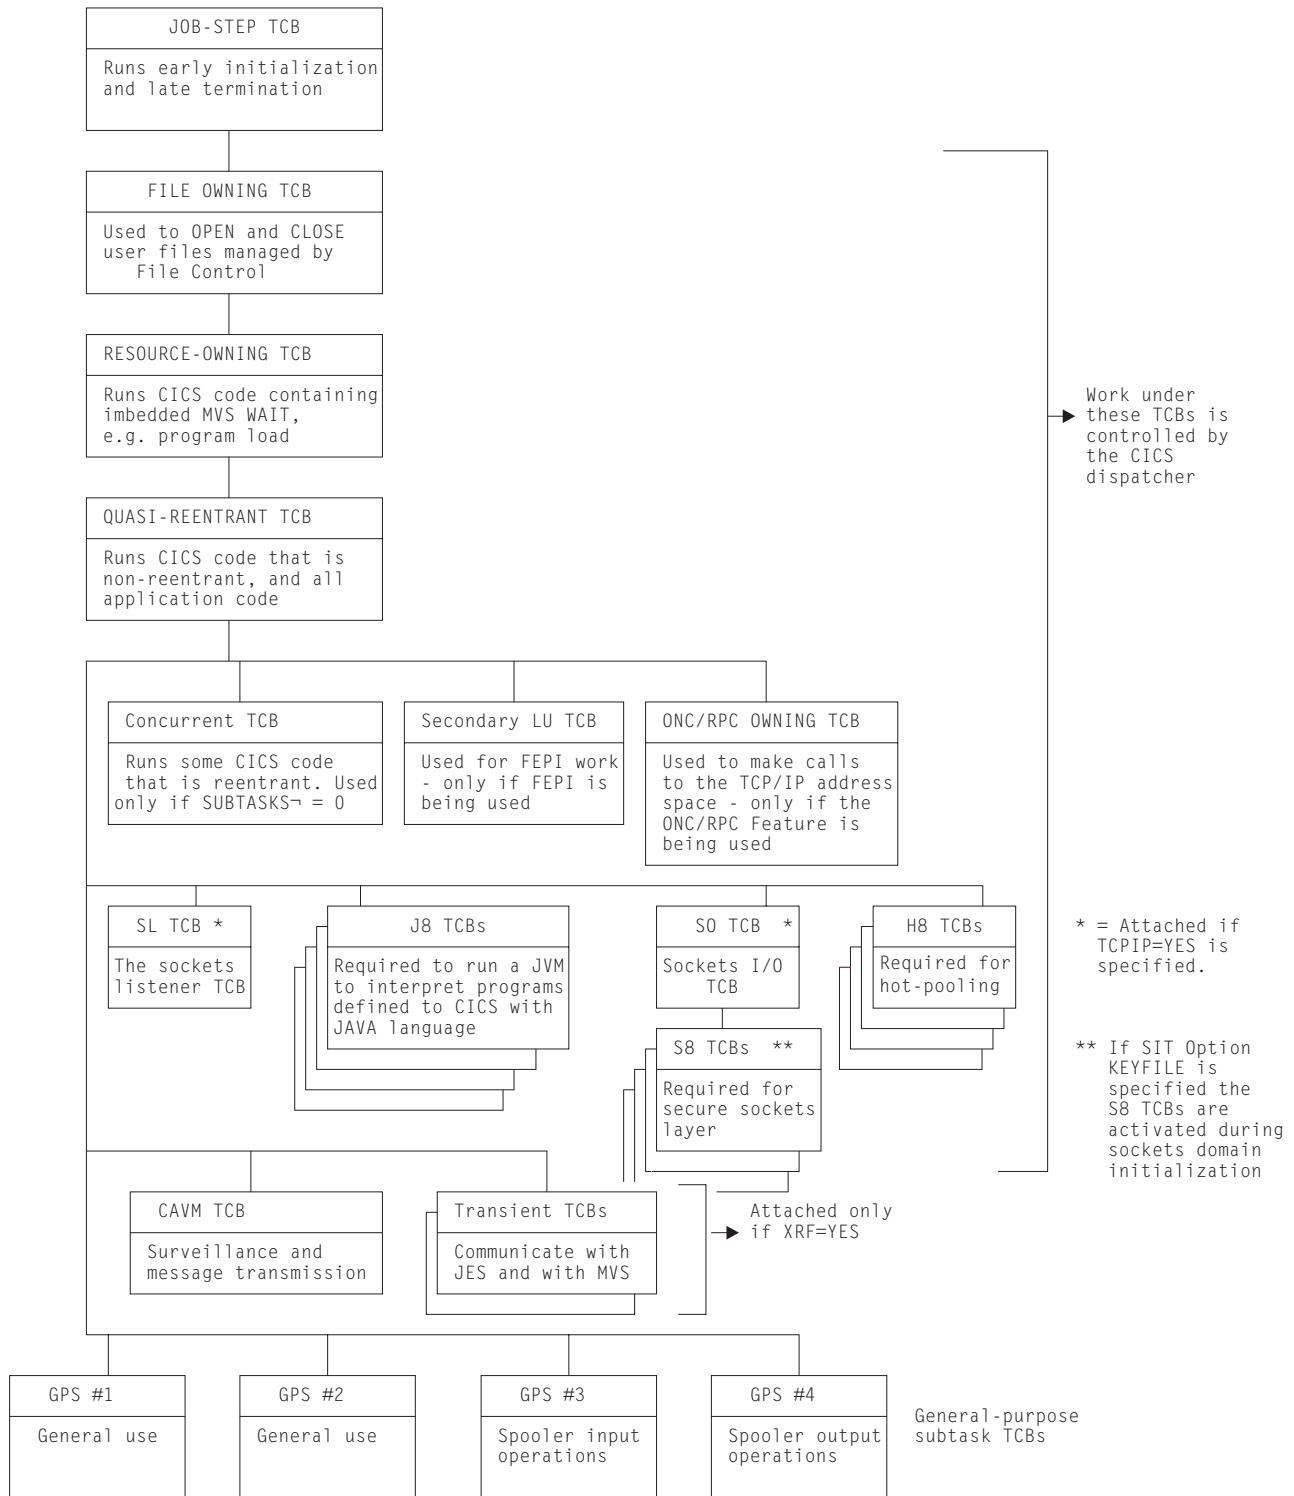 JOB-STEP TCB
Runs early initialization
and late termination
FILE OWNING TCB
Used to OPEN and CLOSE
user files managed by
File Control
RESOURCE-OWNING TCB
Runs CICS code containing
imbedded MVS WAIT,
e.g. program load
Work under
these TCBs is
controlled by
the CICS
dispatcher
QUASI-REENTRANT TCB
Runs CICS code that is
non-reentrant, and all
application code
Concurrent TCB
Runs some CICS code
that is reentrant. Used
only if SUBTASKS¬ = 0
Secondary LU TCB
Used for FEPI work
- only if FEPI is
being used
ONC/RPC OWNING TCB
Used to make calls
to the TCP/IP address
space - only if the
ONC/RPC Feature is
being used
SL TCB *
The sockets
listener TCB
J8 TCBs
Required to run a JVM
to interpret programs
defined to CICS with
JAVA language
SO TCB *
Sockets I/O
TCB
H8 TCBs
Required for
hot-pooling
* = Attached if
TCPIP=YES is
specified.
S8 TCBs **
Required for
secure sockets
layer
** If SIT Option
KEYFILE is
specified the
S8 TCBs are
activated during
sockets domain
initialization
CAVM TCB
Surveillance and
message transmission
Transient TCBs
Communicate with
JES and with MVS
Attached only
if XRF=YES
GPS #1
General use
GPS #2
General use
GPS #3
Spooler input
operations
GPS #4
Spooler output
operations
General-purpose
subtask TCBs